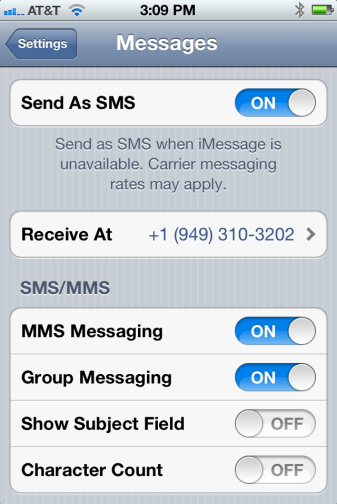 AT&T 3:09 PM
Settings Messages
Send As SMS ON
Send as SMS when iMessage is
unavailable. Carrier messaging
rates may apply.
Receive At +1 (949) 310-3202
SMS/MMS
MMS Messaging ON
Group Messaging ON
Show Subject Field OFF
Character Count OFF